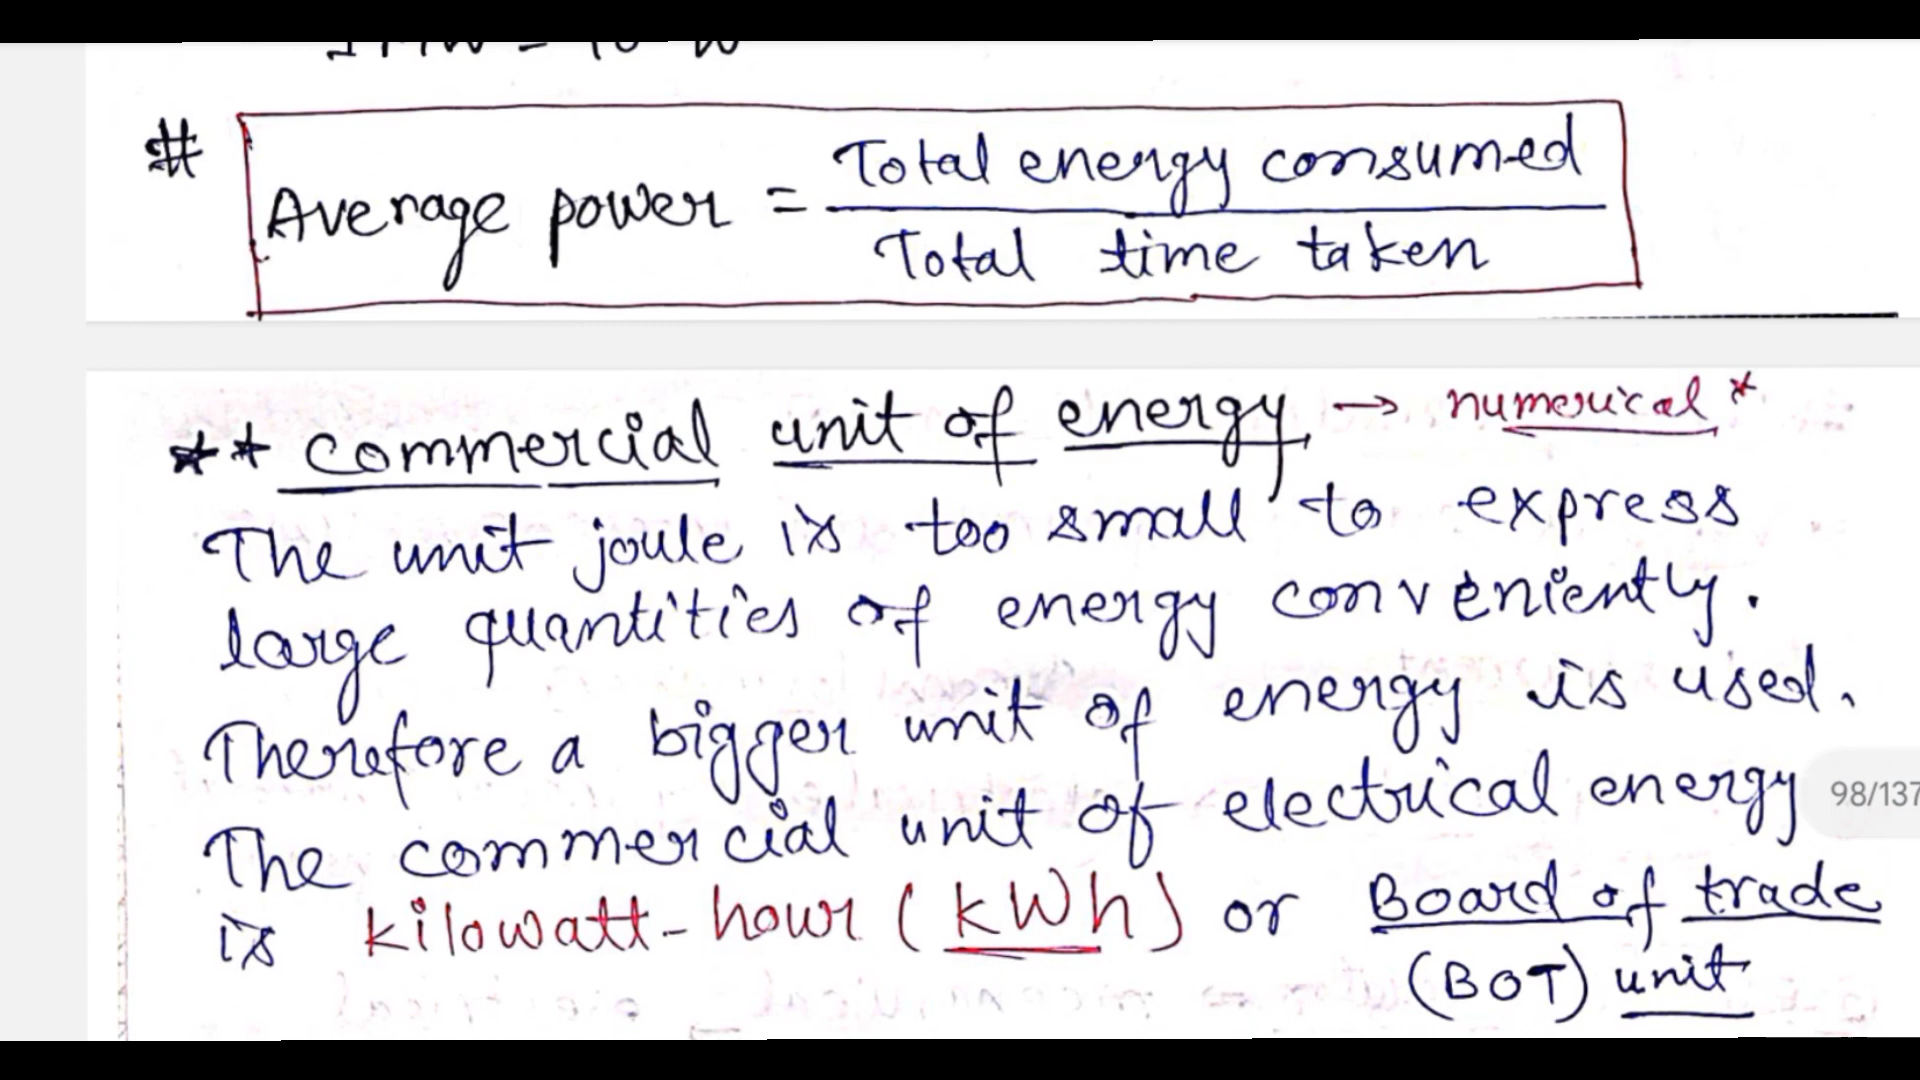 #
Average power = Total energy consumed
Total time taken
** commercial unit of energy → numerical *
The unit joule is too small to express
large quantities of energy conveniently.
Therefore a bigger unit of energy is used.
The commercial unit of electrical energy
98/137
is kilowatt-hour (kWh) or Board of trade
(BOT) unit